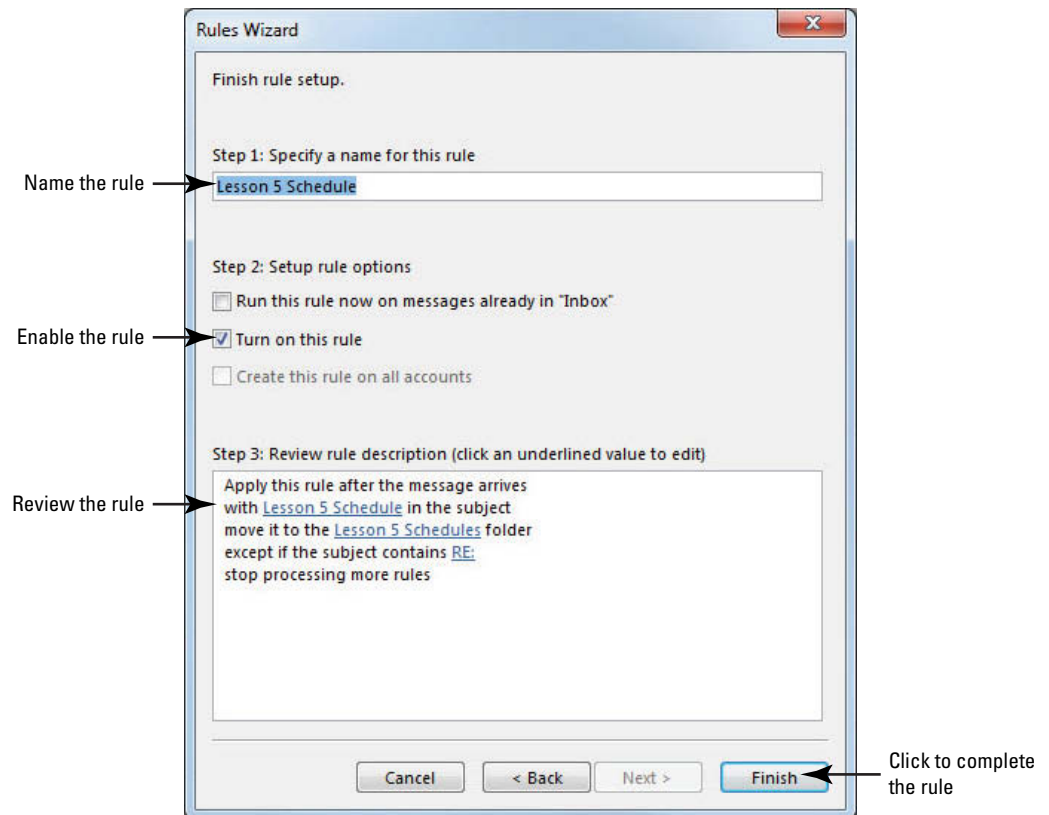 Rules Wizard
Finish rule setup.
Step 1: Specify a name for this rule
Name the rule
Lesson 5 Schedule
Step 2: Setup rule options
Run this rule now on messages already in "Inbox"
Enable the rule
Turn on this rule
Create this rule on all accounts
Step 3: Review rule description (click an underlined value to edit)
Apply this rule after the message arrives
Review the rule
with Lesson 5 Schedule in the subject
move it to the Lesson 5 Schedules folder
except if the subject contains RE:
stop processing more rules
Cancel
< Back
Next >
Finish
Click to complete
the rule